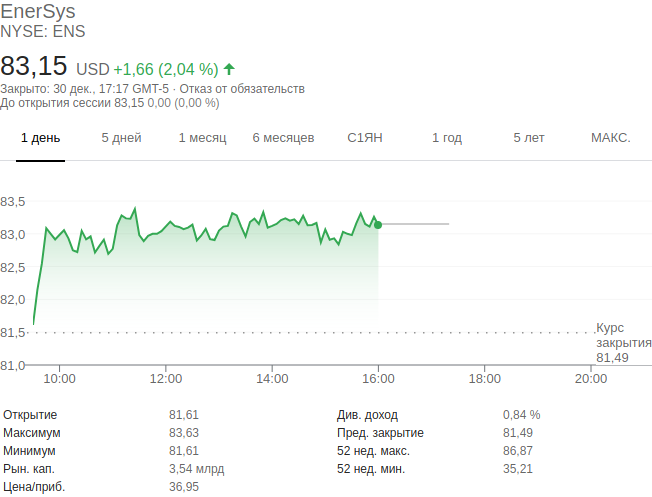 EnerSys
NYSE: ENS
83,15 USD +1,66 (2,04 %)
Закрыто: 30 дек., 17:17 GMT-5 · Отказ от обязательств
До открытия сессии 83,15 0,00 (0,00 %)
1 день 5 дней 1 месяц 6 месяцев С1ЯН 1 год 5 лет МАКС.
83,5
83,0
82,5
82,0
81,5
81,0
Курс
закрытия
81,49
10:00 12:00 14:00 16:00 18:00 20:00
Открытие 81,61 Див. доход 0,84 %
Максимум 83,63 Пред. закрытие 81,49
Минимум 81,61 52 нед. макс. 86,87
Рын. кап. 3,54 млрд 52 нед. мин. 35,21
Цена/приб. 36,95